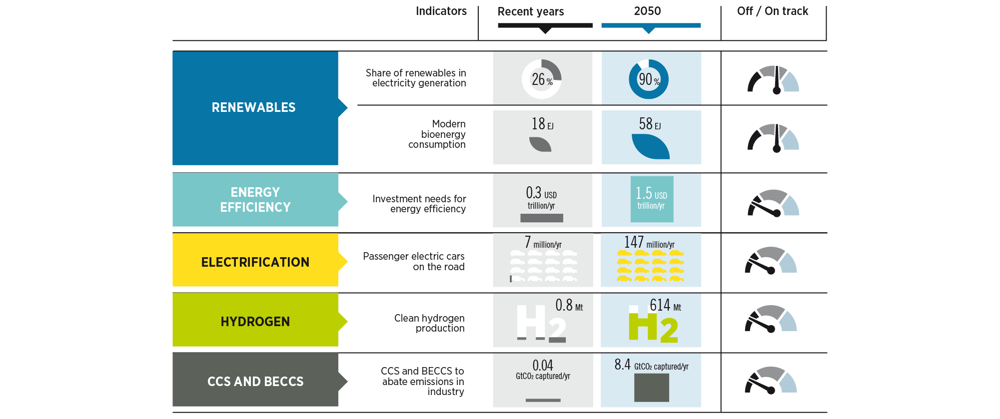 Indicators
Recent years
2050
Off / On track
RENEWABLES
Share of renewables in
electricity generation
26 %
90 %
Modern
bioenergy
consumption
18 EJ
58 EJ
ENERGY
EFFICIENCY
Investment needs for
energy efficiency
0.3 USD
trillion/yr
1.5 USD
trillion/yr
ELECTRIFICATION
Passenger electric cars
on the road
7 million/yr
147 million/yr
HYDROGEN
Clean hydrogen
production
0.8 Mt
H2
614 Mt
H2
CCS AND BECCS
CCS and BECCS to
abate emissions in
industry
0.04
GtCO₂ captured/yr
8.4 GtCO₂ captured/yr